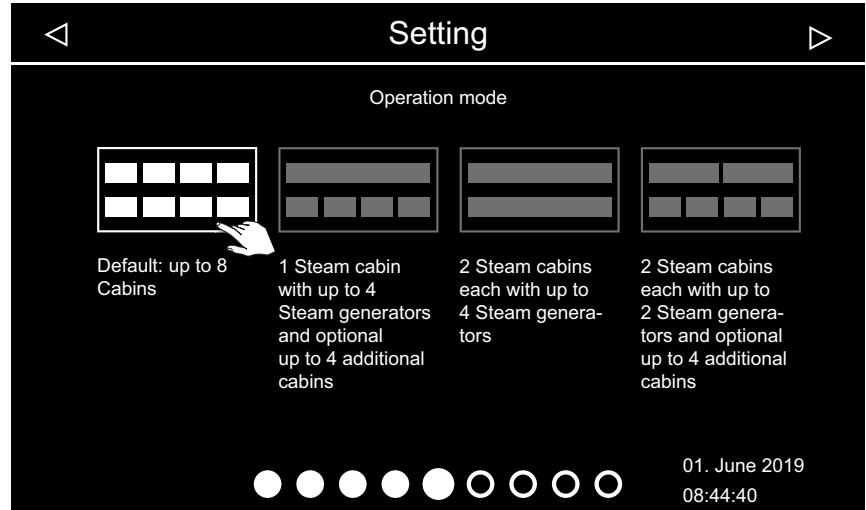 Setting
Operation mode
Default: up to 8
Cabins
1 Steam cabin
with up to 4
Steam generators
and optional
up to 4 additional
cabins
2 Steam cabins
each with up to
4 Steam genera-
tors
2 Steam cabins
each with up to
2 Steam genera-
tors and optional
up to 4 additional
cabins
01. June 2019
08:44:40